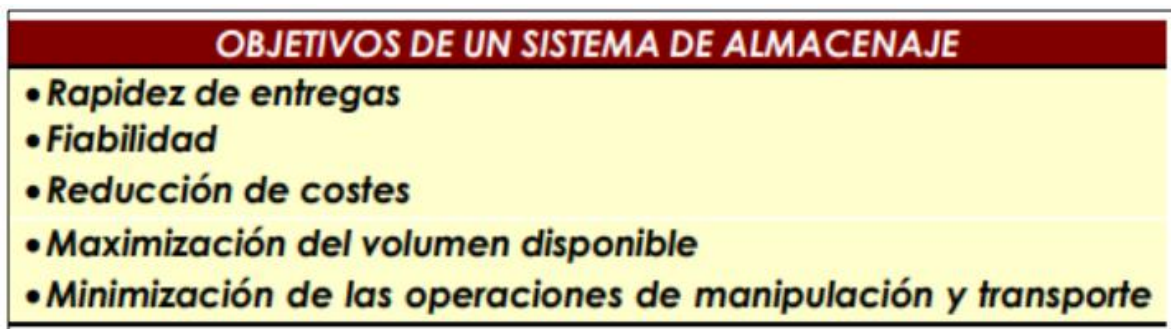 OBJETIVOS DE UN SISTEMA DE ALMACENAJE
• Rapidez de entregas
• Fiabilidad
• Reducción de costes
• Maximización del volumen disponible
• Minimización de las operaciones de manipulación y transporte